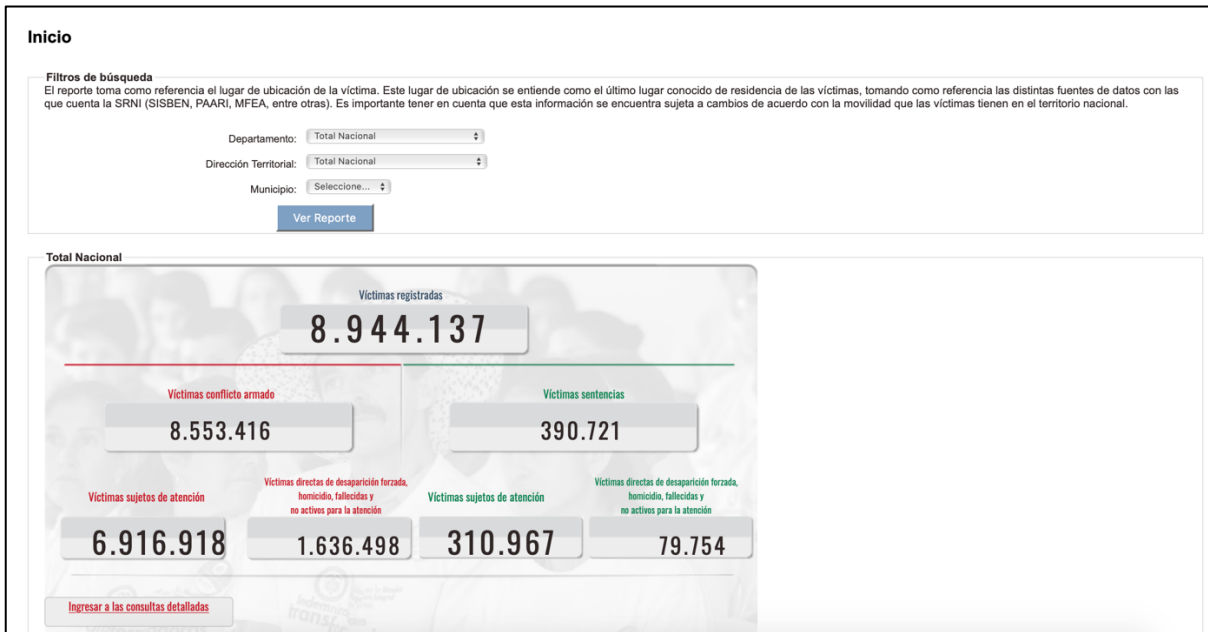 Inicio
Filtros de búsqueda
El reporte toma como referencia el lugar de ubicación de la víctima. Este lugar de ubicación se entiende como el último lugar conocido de residencia de las víctimas, tomando como referencia las distintas fuentes de datos con las
que cuenta la SRNI (SISBEN, PAARI, MFEA, entre otras). Es importante tener en cuenta que esta información se encuentra sujeta a cambios de acuerdo con la movilidad que las víctimas tienen en el territorio nacional.
Departamento: Total Nacional
Dirección Territorial: Total Nacional
Municipio: Seleccione...
Ver Reporte
Total Nacional
Víctimas registradas
8.944.137
Víctimas conflicto armado
8.553.416
Víctimas sentencias
390.721
Víctimas sujetos de atención
6.916.918
Víctimas directas de desaparición forzada,
homicidio, fallecidas y
no activos para la atención
1.636.498
Víctimas sujetos de atención
310.967
Víctimas directas de desaparición forzada,
homicidio, fallecidas y
no activos para la atención
79.754
Ingresar a las consultas detalladas